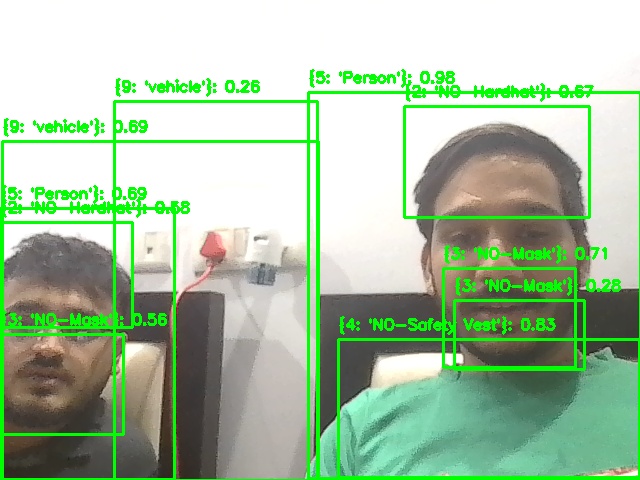 {5: 'Person'}: 0.98
{9: 'vehicle'}: 0.26
{2: 'NO-Hardhat'}: 0.67
{9: 'vehicle'}: 0.69
{5: 'Person'}: 0.69
{2: 'NO-Hardhat'}: 0.58
{3: 'NO-Mask'}: 0.71
{3: 'NO-Mask'}: 0.28
{3: 'NO-Mask'}: 0.56
{4: 'NO-Safety Vest'}: 0.83